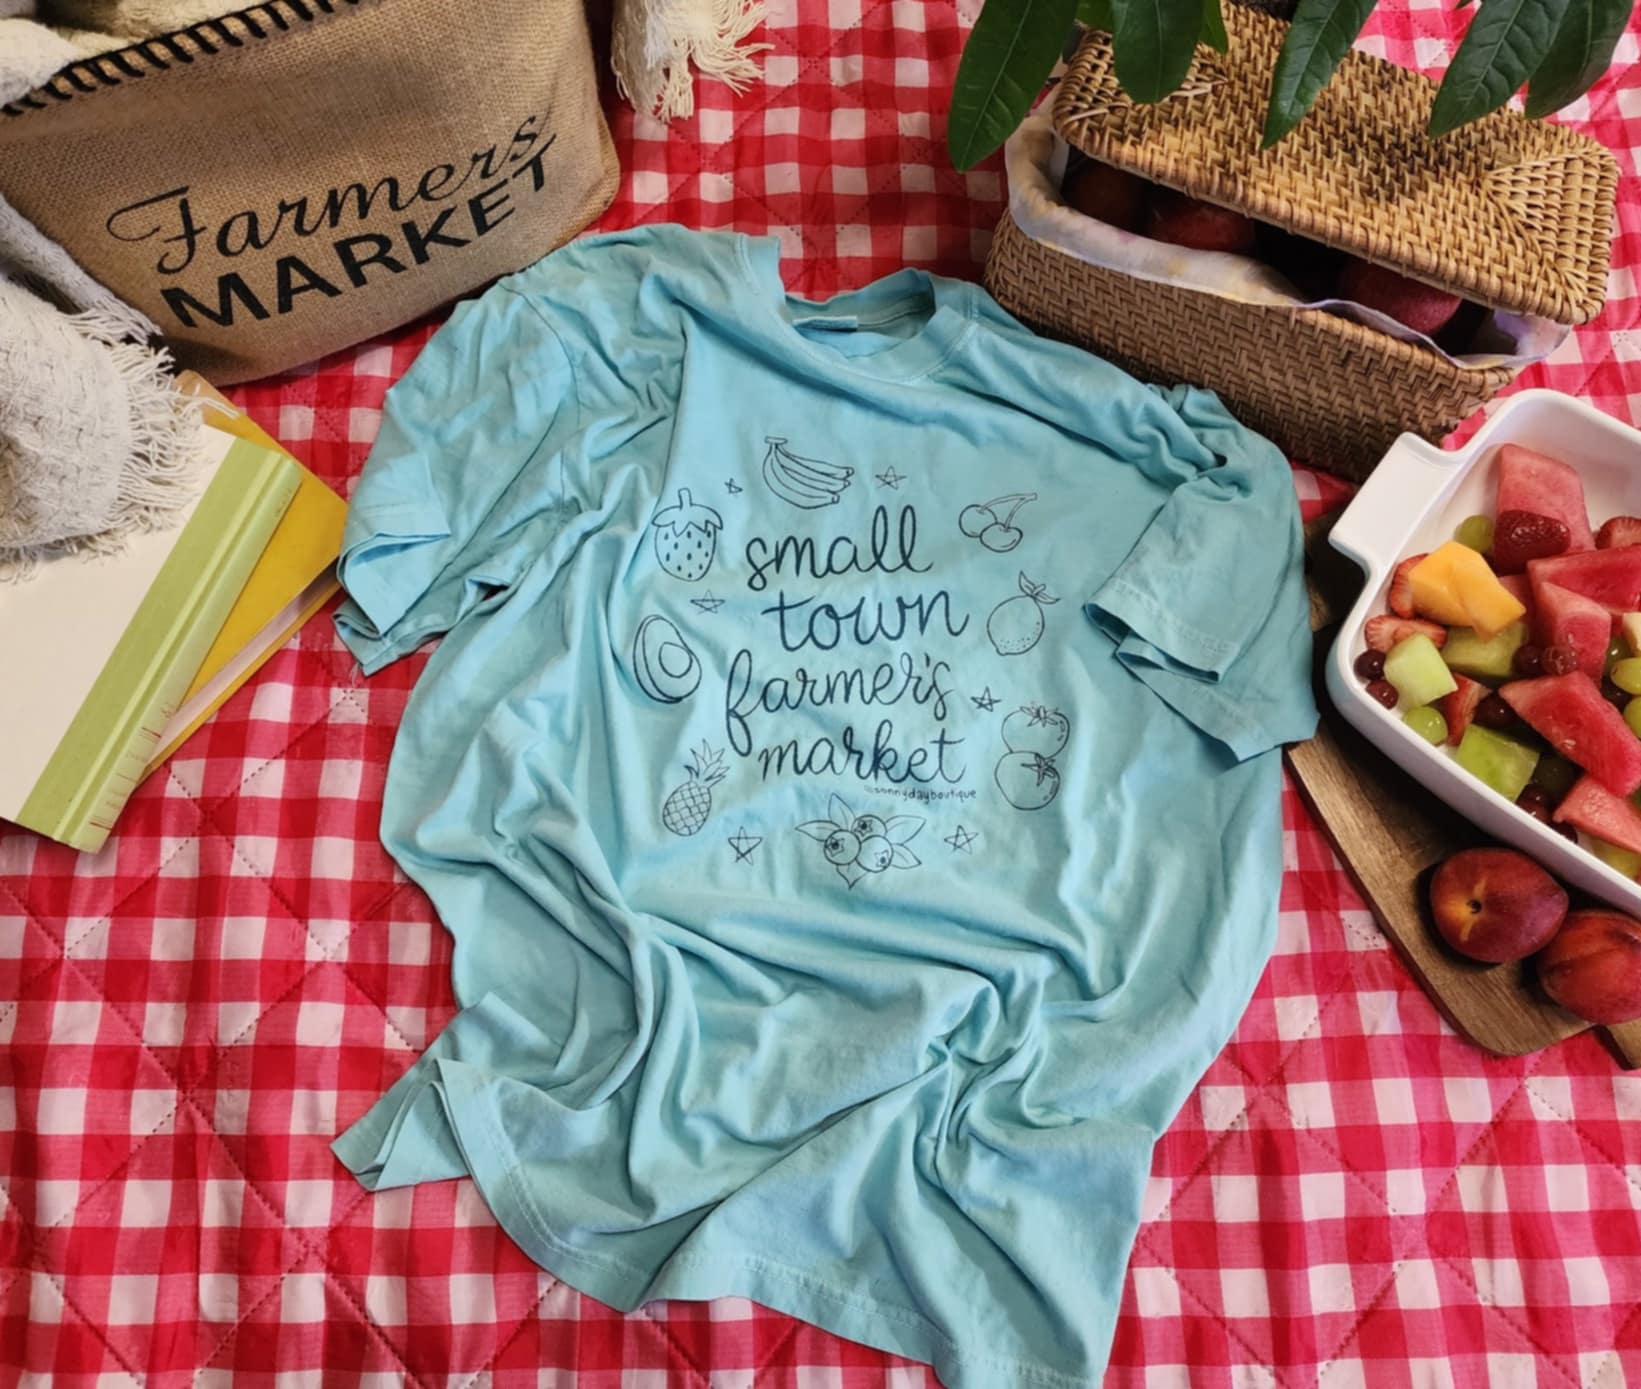 Farmers
MARKET
small
town
farmer's
market
@sonnydayboutique